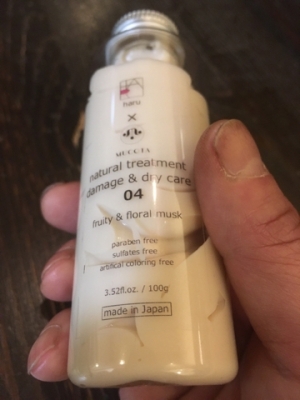 haru
×
MUCOTA
natural treatment
damage & dry care
04
fruity & floral musk
paraben free
sulfates free
artifical coloring free
3.52fl.oz. / 100g
made in Japan